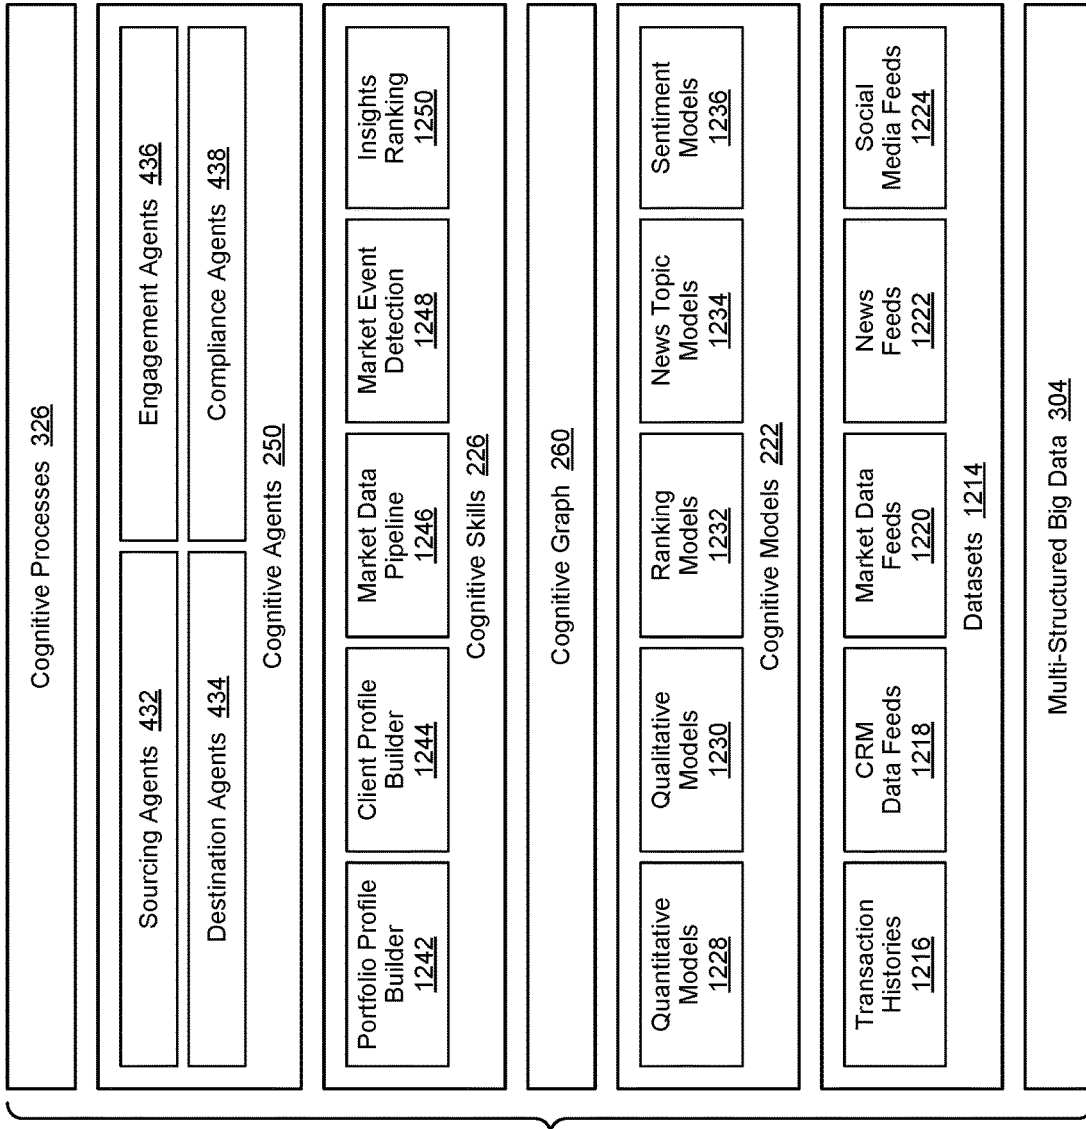 Cognitive Processes 326
Sourcing Agents 432
Engagement Agents 436
Destination Agents 434
Compliance Agents 438
Cognitive Agents 250
Portfolio Profile
Builder
1242
Client Profile
Builder
1244
Market Data
Pipeline
1246
Market Event
Detection
1248
Insights
Ranking
1250
Cognitive Skills 226
Cognitive Graph 260
Quantitative
Models
1228
Qualitative
Models
1230
Ranking
Models
1232
News Topic
Models
1234
Sentiment
Models
1236
Cognitive Models 222
Transaction
Histories
1216
CRM
Data Feeds
1218
Market Data
Feeds
1220
News
Feeds
1222
Social
Media Feeds
1224
Datasets 1214
Multi-Structured Big Data 304